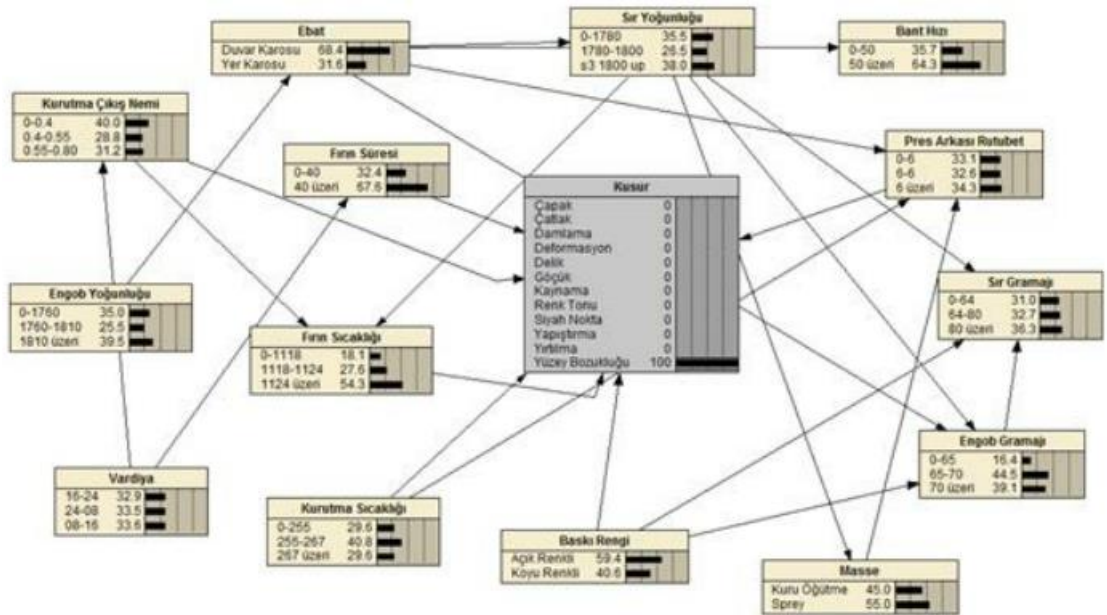 Ebat
Duvar Karosu 68.4
Yer Karosu 31.6
Sır Yoğunluğu
0-1780 35.5
1780-1800 26.5
s3 1800 up 38.0
Bant Hızı
0-50 35.7
50 üzeri 64.3
Kurutma Çıkış Nemi
0-0.4 40.0
0.4-0.55 28.8
0.55-0.80 31.2
Fırın Süresi
0-40 32.4
40 üzeri 67.6
Pres Arkası Rutubet
0-6 33.1
6-6 32.6
6 üzeri 34.3
Kusur
Çapak 0
Çatlak 0
Damlama 0
Deformasyon 0
Delik 0
Göçük 0
Kaynama 0
Renk Tonu 0
Siyah Nokta 0
Yapıştırma 0
Yırtılma 0
Yüzey Bozukluğu 100
Engob Yoğunluğu
0-1760 35.0
1760-1810 25.5
1810 üzeri 39.5
Sır Gramajı
0-64 31.0
64-80 32.7
80 üzeri 36.3
Fırın Sıcaklığı
0-1118 18.1
1118-1124 27.6
1124 üzeri 54.3
Engob Gramajı
0-65 16.4
65-70 44.5
70 üzeri 39.1
Vardiya
16-24 32.9
24-08 33.5
08-16 33.6
Kurutma Sıcaklığı
0-255 29.6
255-267 40.8
267 üzeri 29.6
Baskı Rengi
Açık Renkli 59.4
Koyu Renkli 40.6
Masse
Kuru Öğütme 45.0
Sprey 55.0